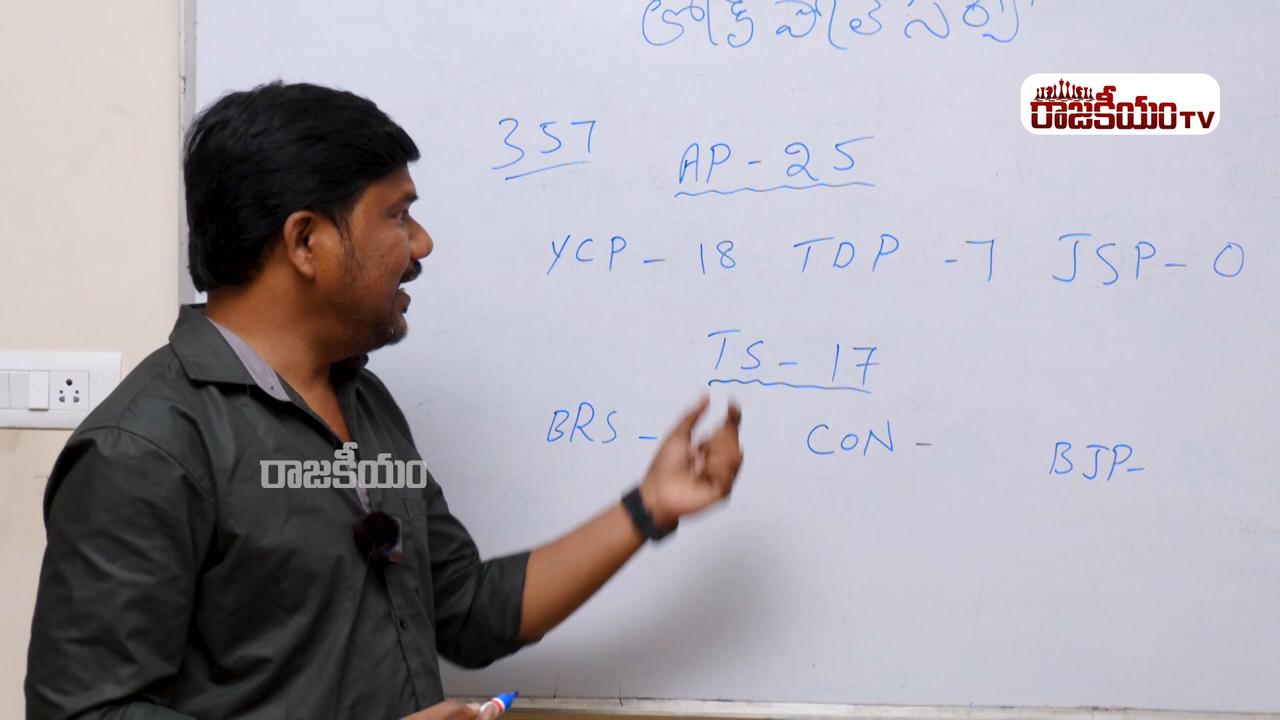 లోక్ పాల్ సర్వే
రాజకీయం TV
357
AP - 25
YCP - 18 TDP - 7 JSP - 0
TS - 17
BRS - CON - BJP -
రాజకీయం